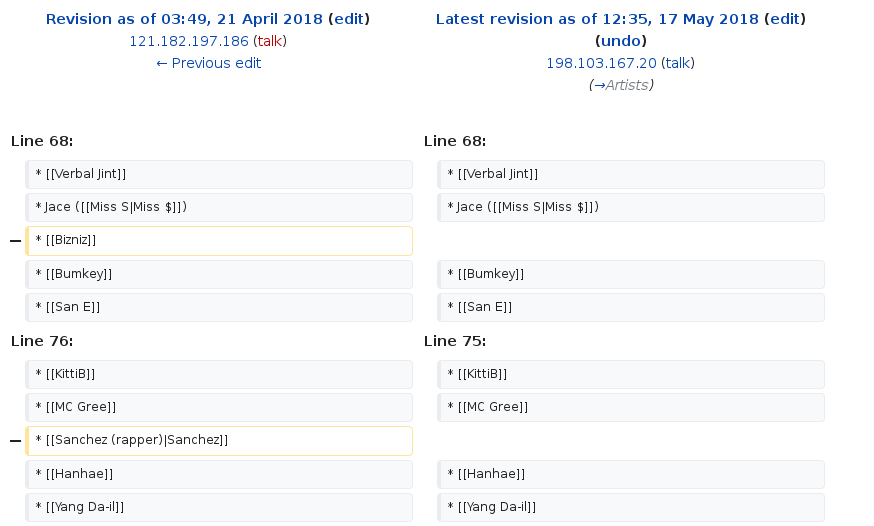 Revision as of 03:49, 21 April 2018 (edit)
121.182.197.186 (talk)
← Previous edit
Latest revision as of 12:35, 17 May 2018 (edit)
(undo)
198.103.167.20 (talk)
(→Artists)
Line 68:
Line 68:
* [[Verbal Jint]]
* [[Verbal Jint]]
* Jace ([[Miss S|Miss $]])
* Jace ([[Miss S|Miss $]])
− * [[Bizniz]]
* [[Bumkey]]
* [[Bumkey]]
* [[San E]]
* [[San E]]
Line 76:
Line 75:
* [[KittiB]]
* [[KittiB]]
* [[MC Gree]]
* [[MC Gree]]
− * [[Sanchez (rapper)|Sanchez]]
* [[Hanhae]]
* [[Hanhae]]
* [[Yang Da-il]]
* [[Yang Da-il]]